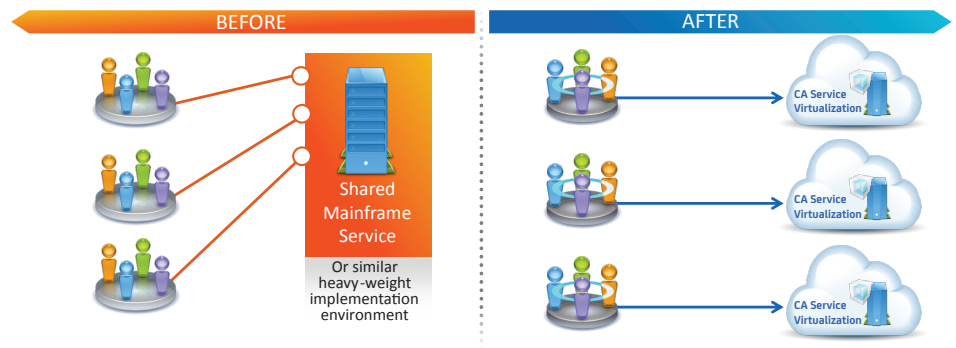 BEFORE
AFTER
Shared
Mainframe
Service
Or similar
heavy-weight
implementation
environment
CA Service
Virtualization
CA Service
Virtualization
CA Service
Virtualization